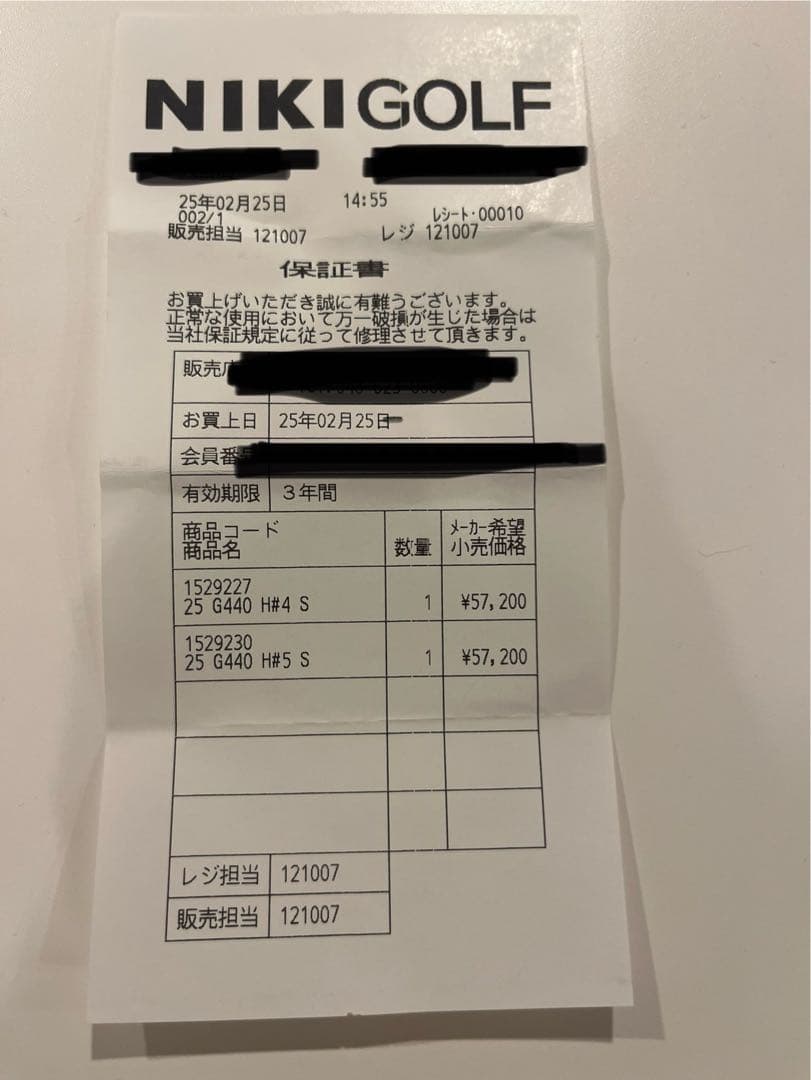 NIKI GOLF
25年02月25日 14:55
002/1 レシート・00010
販売担当 121007 レジ 121007
保証書
お買上げいただき誠に有難うございます。
正常な使用において万一破損が生じた場合は
当社保証規定に従って修理させて頂きます。
販売
お買上日 25年02月25日
会員番
有効期限 3年間
商品コード
商品名 数量 メーカー希望
小売価格
1529227
25 G440 H#4 S 1 ¥57,200
1529230
25 G440 H#5 S 1 ¥57,200
レジ担当 121007
販売担当 121007